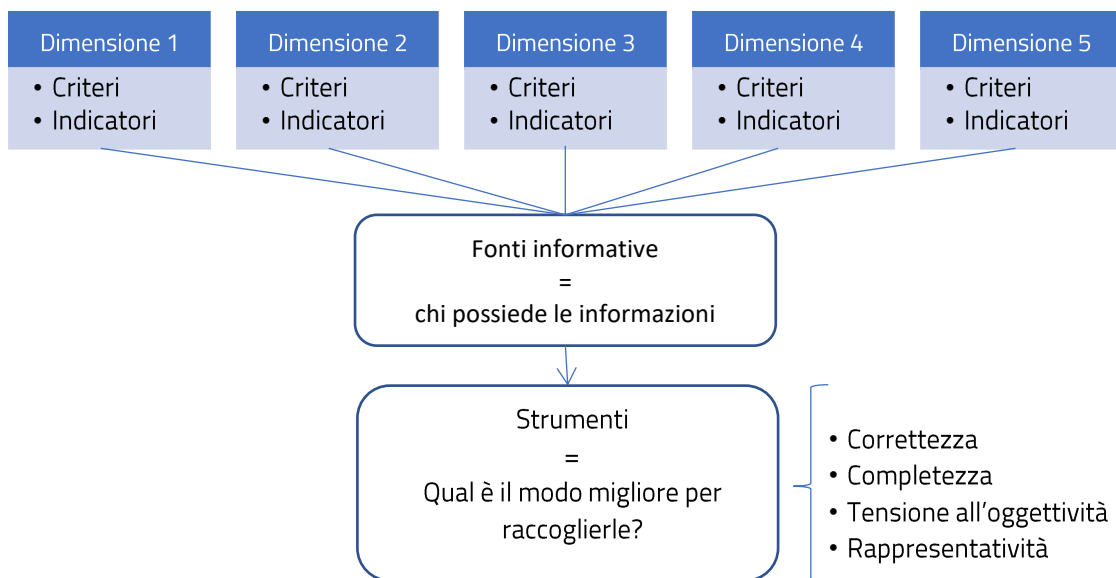 Dimensione 1
• Criteri
• Indicatori
Dimensione 2
• Criteri
• Indicatori
Dimensione 3
• Criteri
• Indicatori
Dimensione 4
• Criteri
• Indicatori
Dimensione 5
• Criteri
• Indicatori
Fonti informative
=
chi possiede le informazioni
Strumenti
=
Qual è il modo migliore per
raccoglierle?
• Correttezza
• Completezza
• Tensione all’oggettività
• Rappresentatività